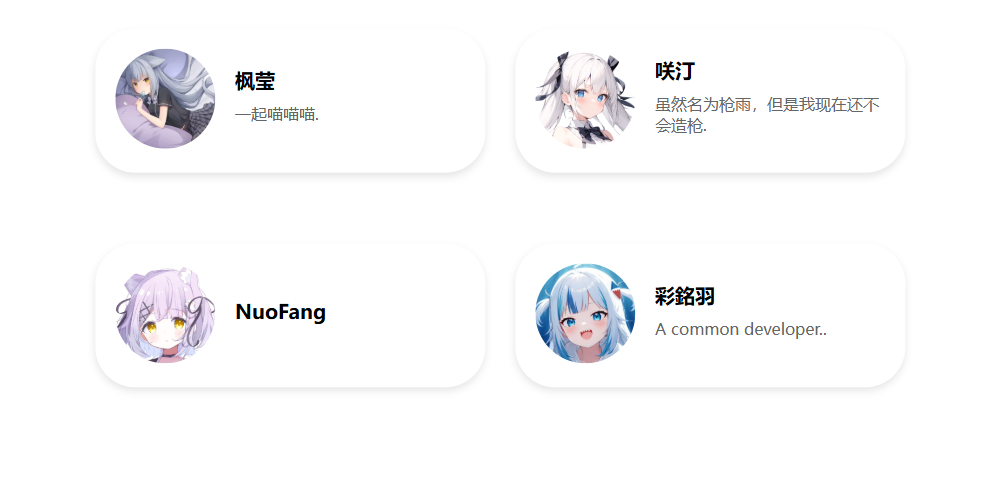 枫莹
一起喵喵喵.
咲汀
虽然名为枪雨，但是我现在还不
会造枪.
NuoFang
彩銘羽
A common developer..